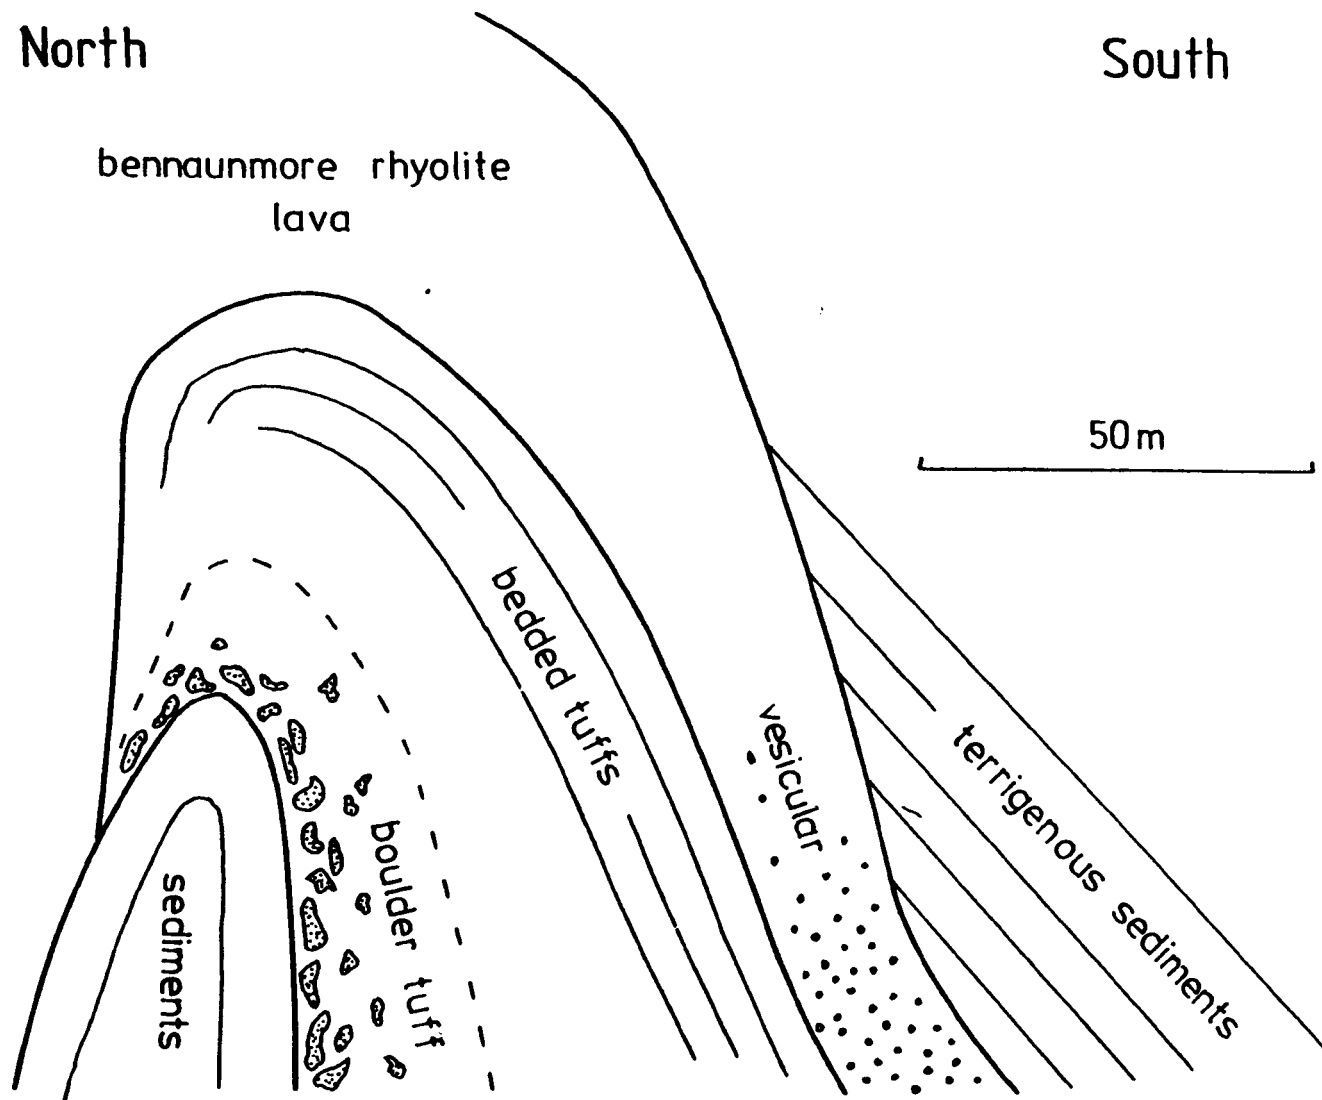 North
South
bennaunmore rhyolite
lava
50m
bedded tuffs
vesicular
terrigenous sediments
boulder tuff
sediments